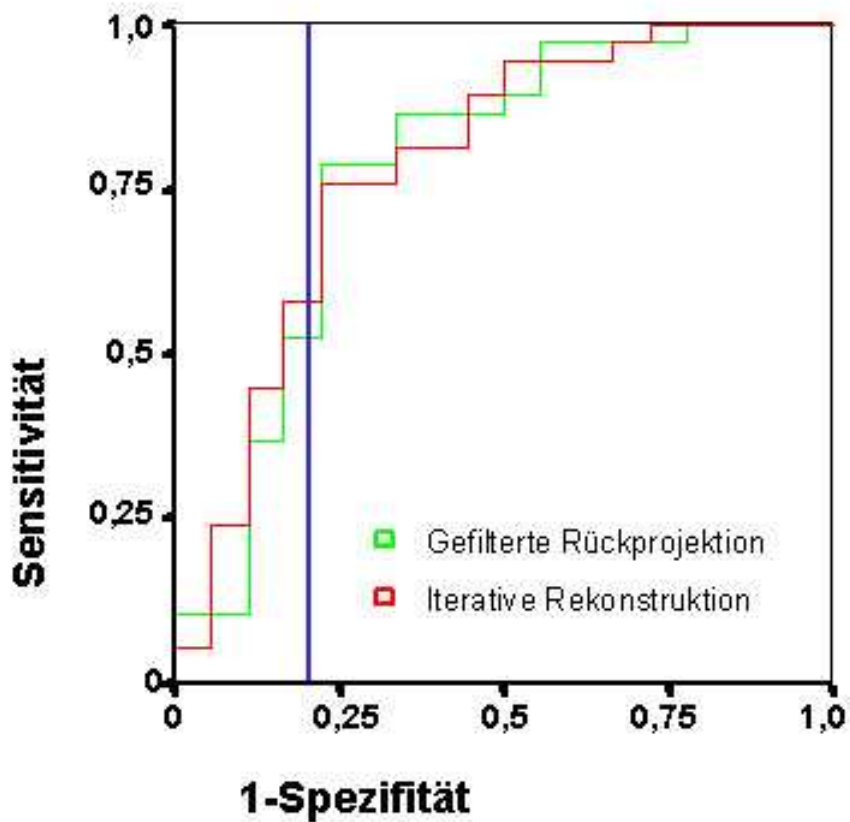 1,0
0,75
0,5
0,25
0
Sensitivität
Gefilterte Rückprojektion
Iterative Rekonstruktion
0 0,25 0,5 0,75 1,0
1-Spezifität